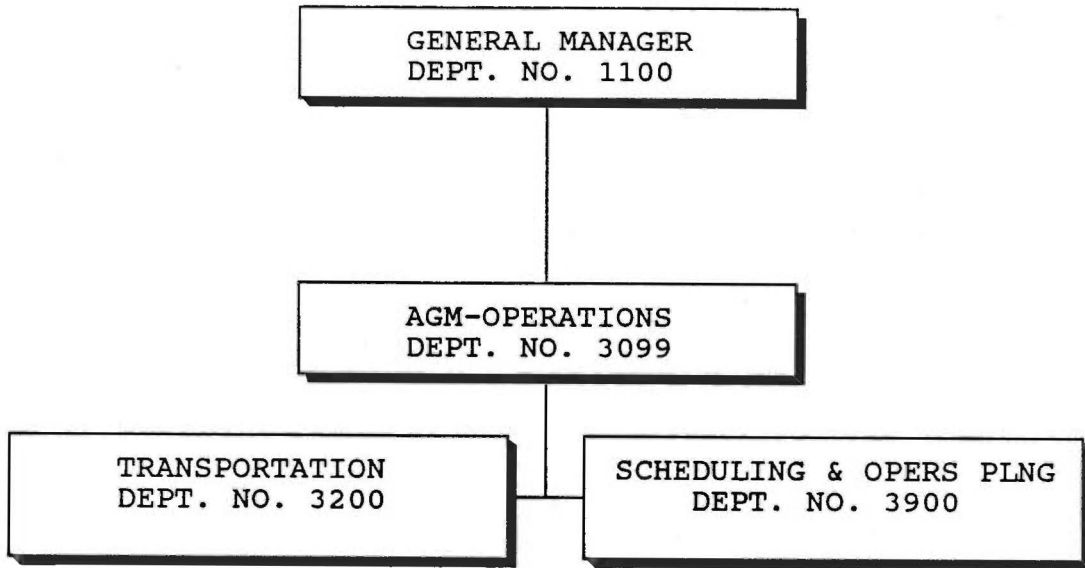 GENERAL MANAGER
DEPT. NO. 1100
AGM-OPERATIONS
DEPT. NO. 3099
TRANSPORTATION
DEPT. NO. 3200
SCHEDULING & OPERS PLNG
DEPT. NO. 3900